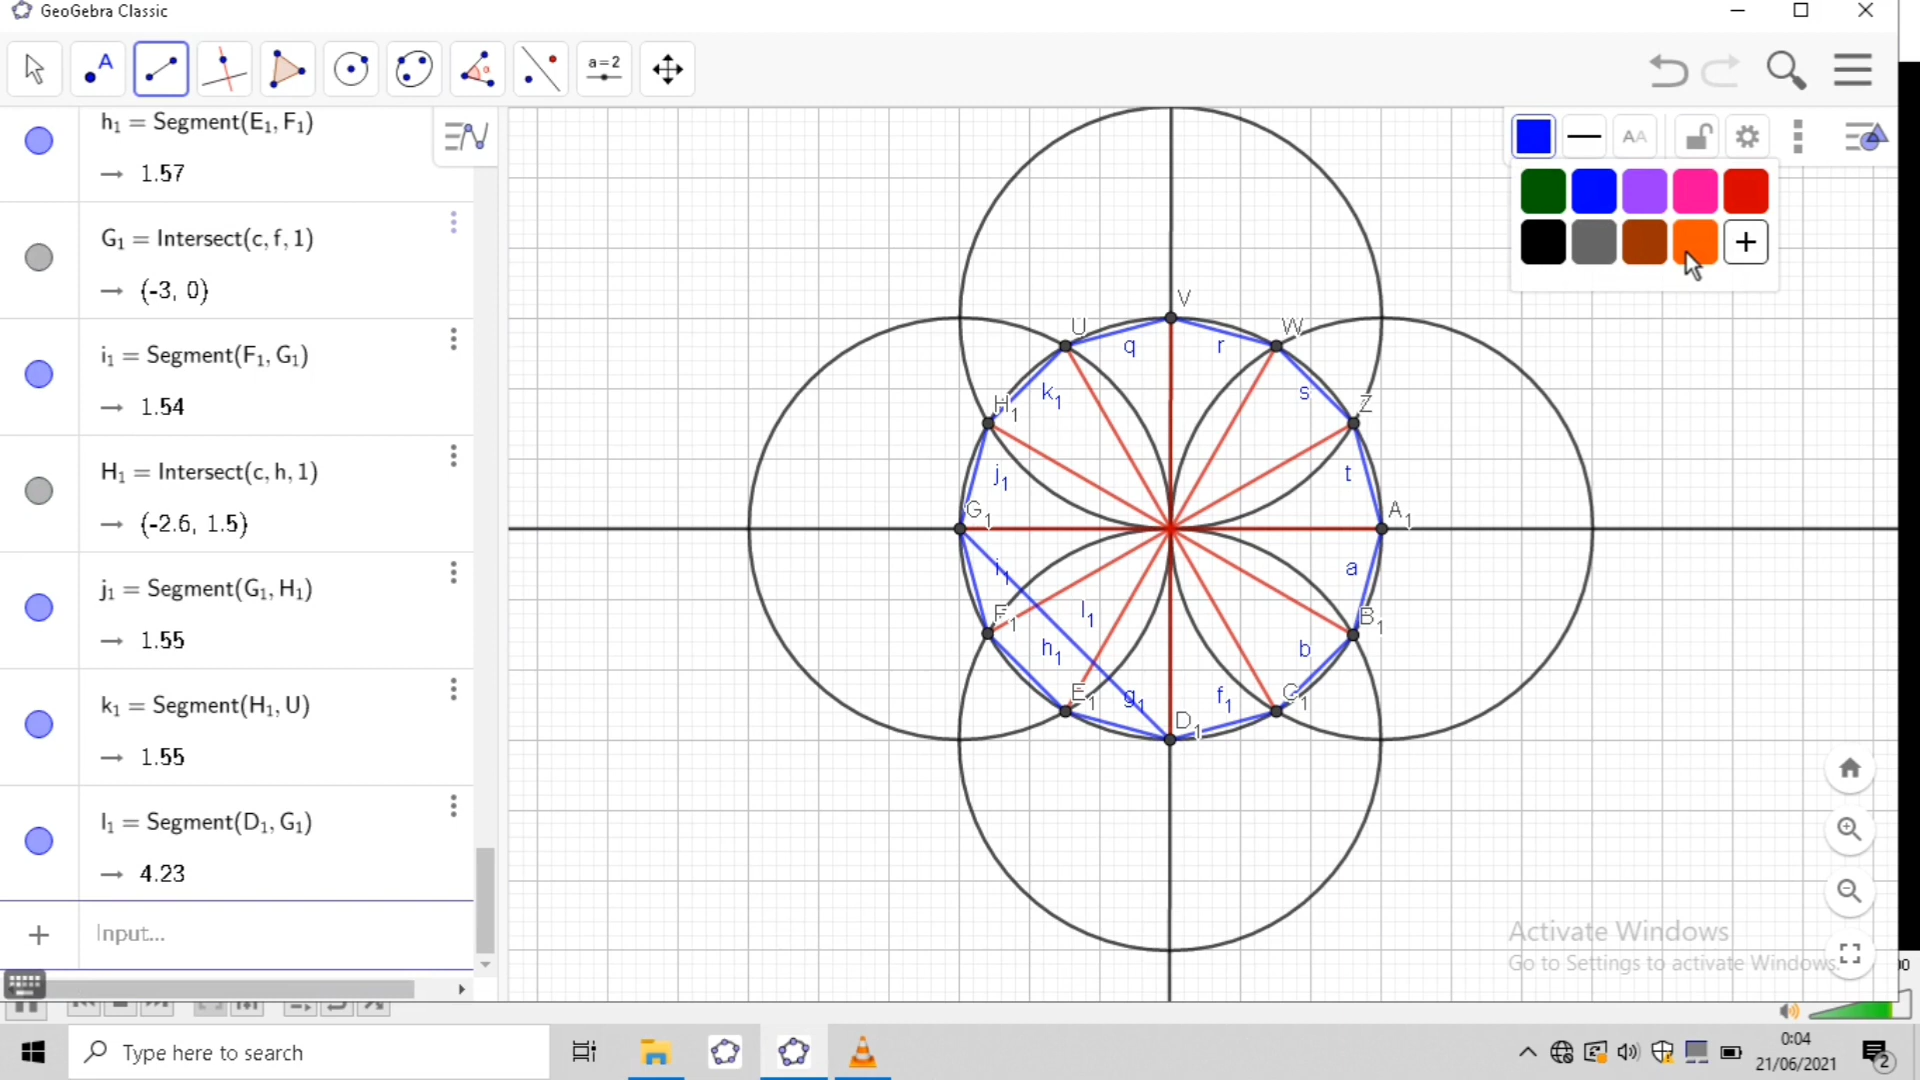 GeoGebra Classic
A
a=2
h₁ = Segment(E₁, F₁)
→ 1.57
G₁ = Intersect(c, f, 1)
→ (-3, 0)
i₁ = Segment(F₁, G₁)
→ 1.54
H₁ = Intersect(c, h, 1)
→ (-2.6, 1.5)
j₁ = Segment(G₁, H₁)
→ 1.55
k₁ = Segment(H₁, U)
→ 1.55
l₁ = Segment(D₁, G₁)
→ 4.23
+ Input...
AA
+
V
U
W
q
r
k₁
s
H₁
Z
j₁
t
G₁
A₁
i₁
a
l₁
F₁
B₁
h₁
b
E₁
g₁
f₁
C₁
D₁
Activate Windows
Go to Settings to activate Windows.
00
Type here to search
0:04
21/06/2021
2